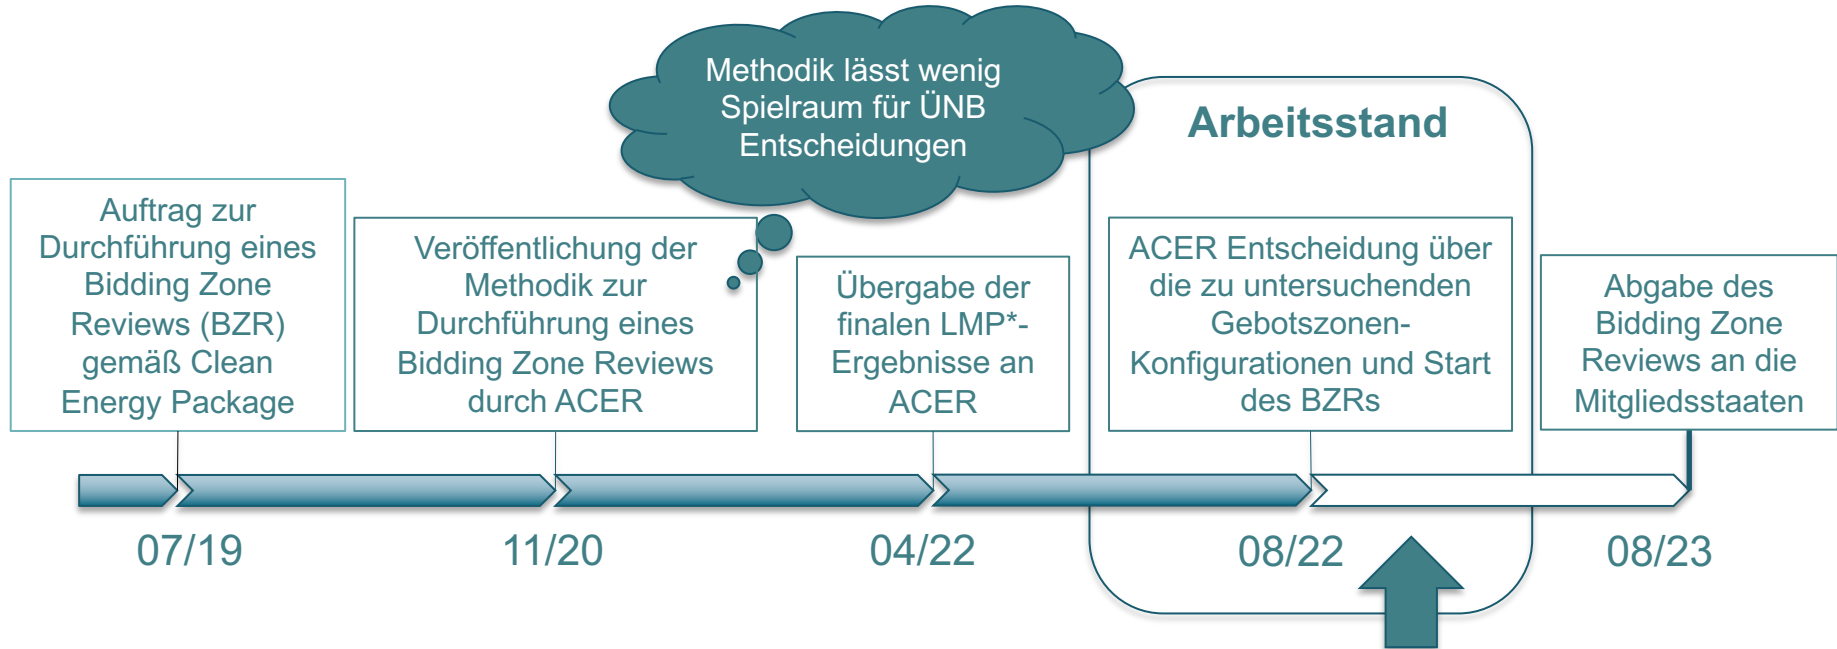 Methodik lässt wenig
Spielraum für ÜNB
Entscheidungen
Arbeitsstand
Auftrag zur
Durchführung eines
Bidding Zone
Reviews (BZR)
gemäß Clean
Energy Package
Veröffentlichung der
Methodik zur
Durchführung eines
Bidding Zone Reviews
durch ACER
Übergabe der
finalen LMP*-
Ergebnisse an
ACER
ACER Entscheidung über
die zu untersuchenden
Gebotszonen-
Konfigurationen und Start
des BZRs
Abgabe des
Bidding Zone
Reviews an die
Mitgliedsstaaten
07/19
11/20
04/22
08/22
08/23